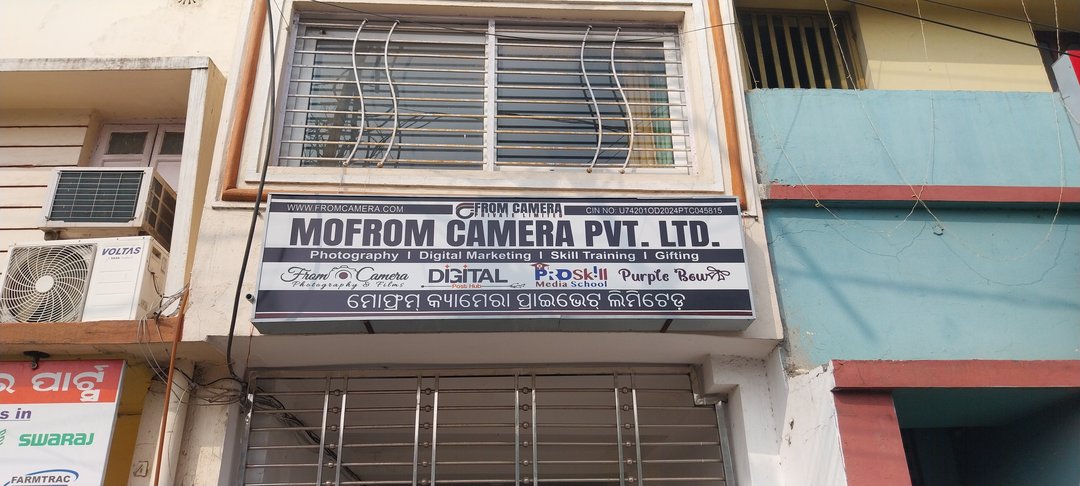 WWW.FROMCAMERA.COM
FROM CAMERA
PRIVATE LIMITED
CIN NO: U74201OD2024PTC045815
MOFROM CAMERA PVT. LTD.
Photography | Digital Marketing | Skill Training | Gifting
From Camera
Photography & Films
DIGITAL
Post Hub
PROSkill
Media School
Purple Bow
ମୋଫ୍ରମ୍ କ୍ୟାମେରା ପ୍ରାଇଭେଟ୍ ଲିମିଟେଡ଼
VOLTAS
ପାର୍ଟ୍ସ
s in
SWARAJ
FARMTRAC